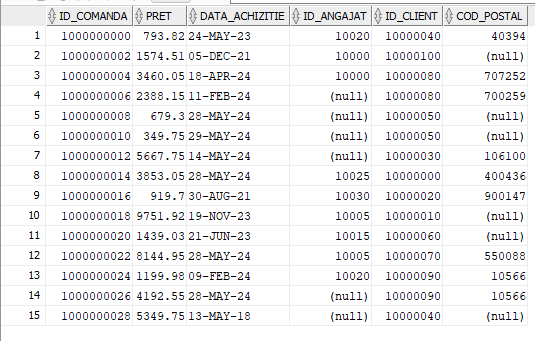 ID_COMANDA PRET DATA_ACHIZITIE ID_ANGAJAT ID_CLIENT COD_POSTAL
1 1000000000 793.82 24-MAY-23 10020 10000040 40394
2 1000000002 1574.51 05-DEC-21 10000 10000100 (null)
3 1000000004 3460.05 18-APR-24 10000 10000080 707252
4 1000000006 2388.15 11-FEB-24 (null) 10000080 700259
5 1000000008 679.3 28-MAY-24 (null) 10000050 (null)
6 1000000010 349.75 29-MAY-24 (null) 10000050 (null)
7 1000000012 5667.75 14-MAY-24 (null) 10000030 106100
8 1000000014 3853.05 28-MAY-24 10025 10000000 400436
9 1000000016 919.7 30-AUG-21 10030 10000020 900147
10 1000000018 9751.92 19-NOV-23 10005 10000010 (null)
11 1000000020 1439.03 21-JUN-23 10015 10000060 (null)
12 1000000022 8144.95 28-MAY-24 10005 10000070 550088
13 1000000024 1199.98 09-FEB-24 10020 10000090 10566
14 1000000026 4192.55 28-MAY-24 (null) 10000090 10566
15 1000000028 5349.75 13-MAY-18 (null) 10000040 (null)